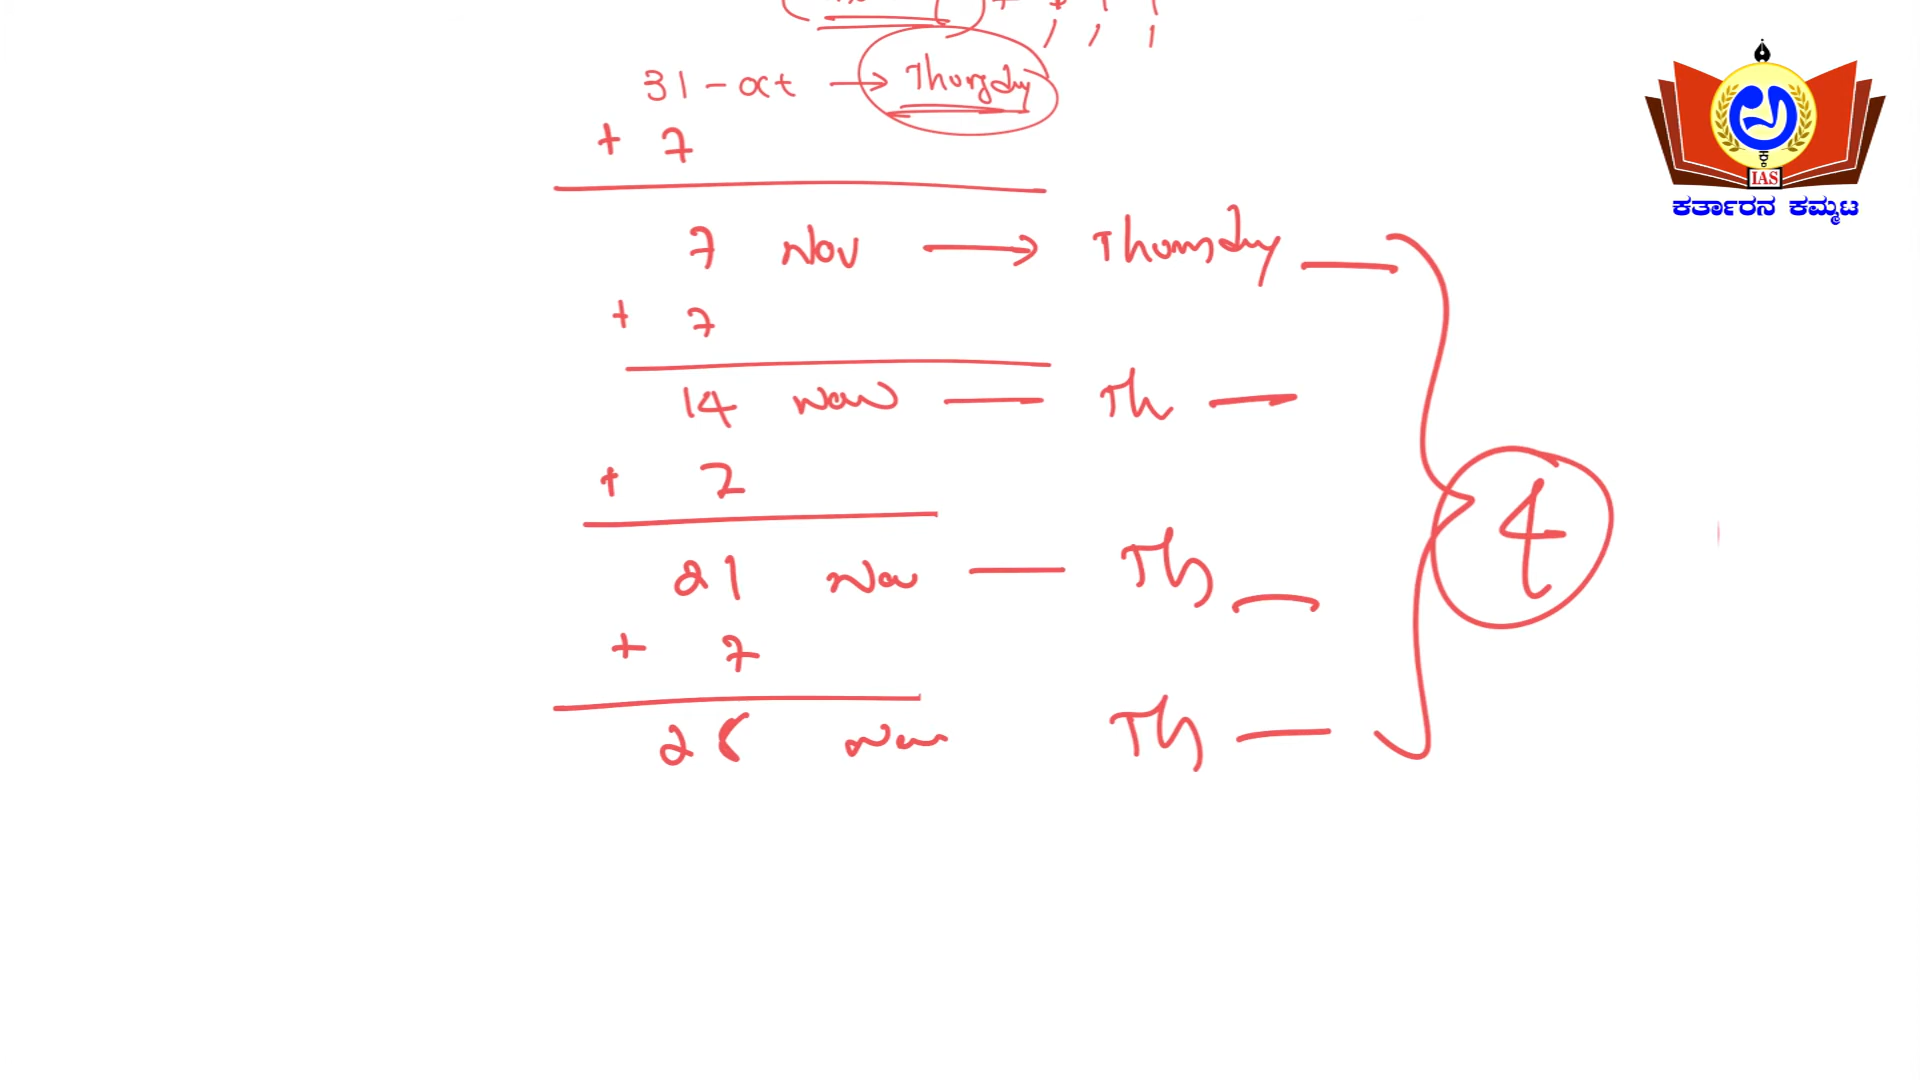 31-oct → Thursday
+ 7
7 Nov → Thursday
+ 7
14 Nov — Th —
+ 7
21 Nov — Th —
4
+ 7
28 Nov Th —
IAS
ಕರ್ತಾರನ ಕಮ್ಮಟ